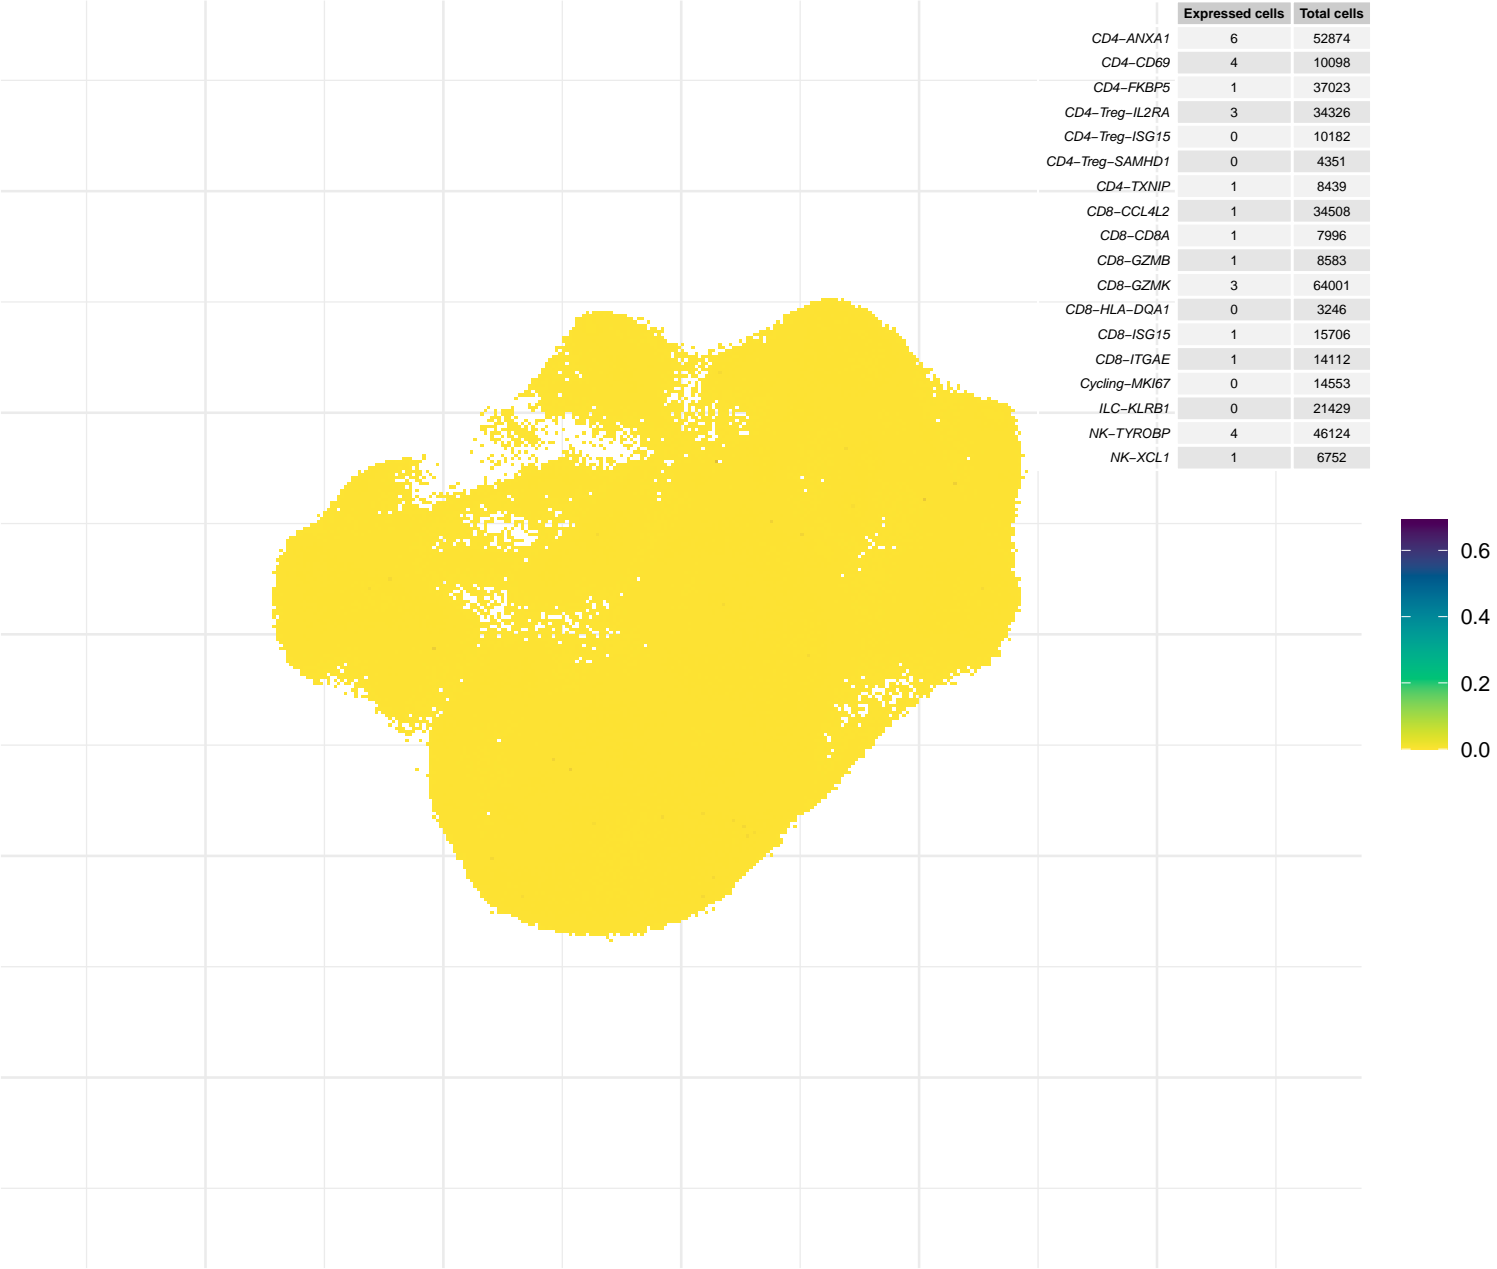 Expressed cells Total cells
CD4−ANXA1 6 52874
CD4−CD69 4 10098
CD4−FKBP5 1 37023
CD4−Treg−IL2RA 3 34326
CD4−Treg−ISG15 0 10182
CD4−Treg−SAMHD1 0 4351
CD4−TXNIP 1 8439
CD8−CCL4L2 1 34508
CD8−CD8A 1 7996
CD8−GZMB 1 8583
CD8−GZMK 3 64001
CD8−HLA−DQA1 0 3246
CD8−ISG15 1 15706
CD8−ITGAE 1 14112
Cycling−MKI67 0 14553
ILC−KLRB1 0 21429
NK−TYROBP 4 46124
NK−XCL1 1 6752
0.6
0.4
0.2
0.0